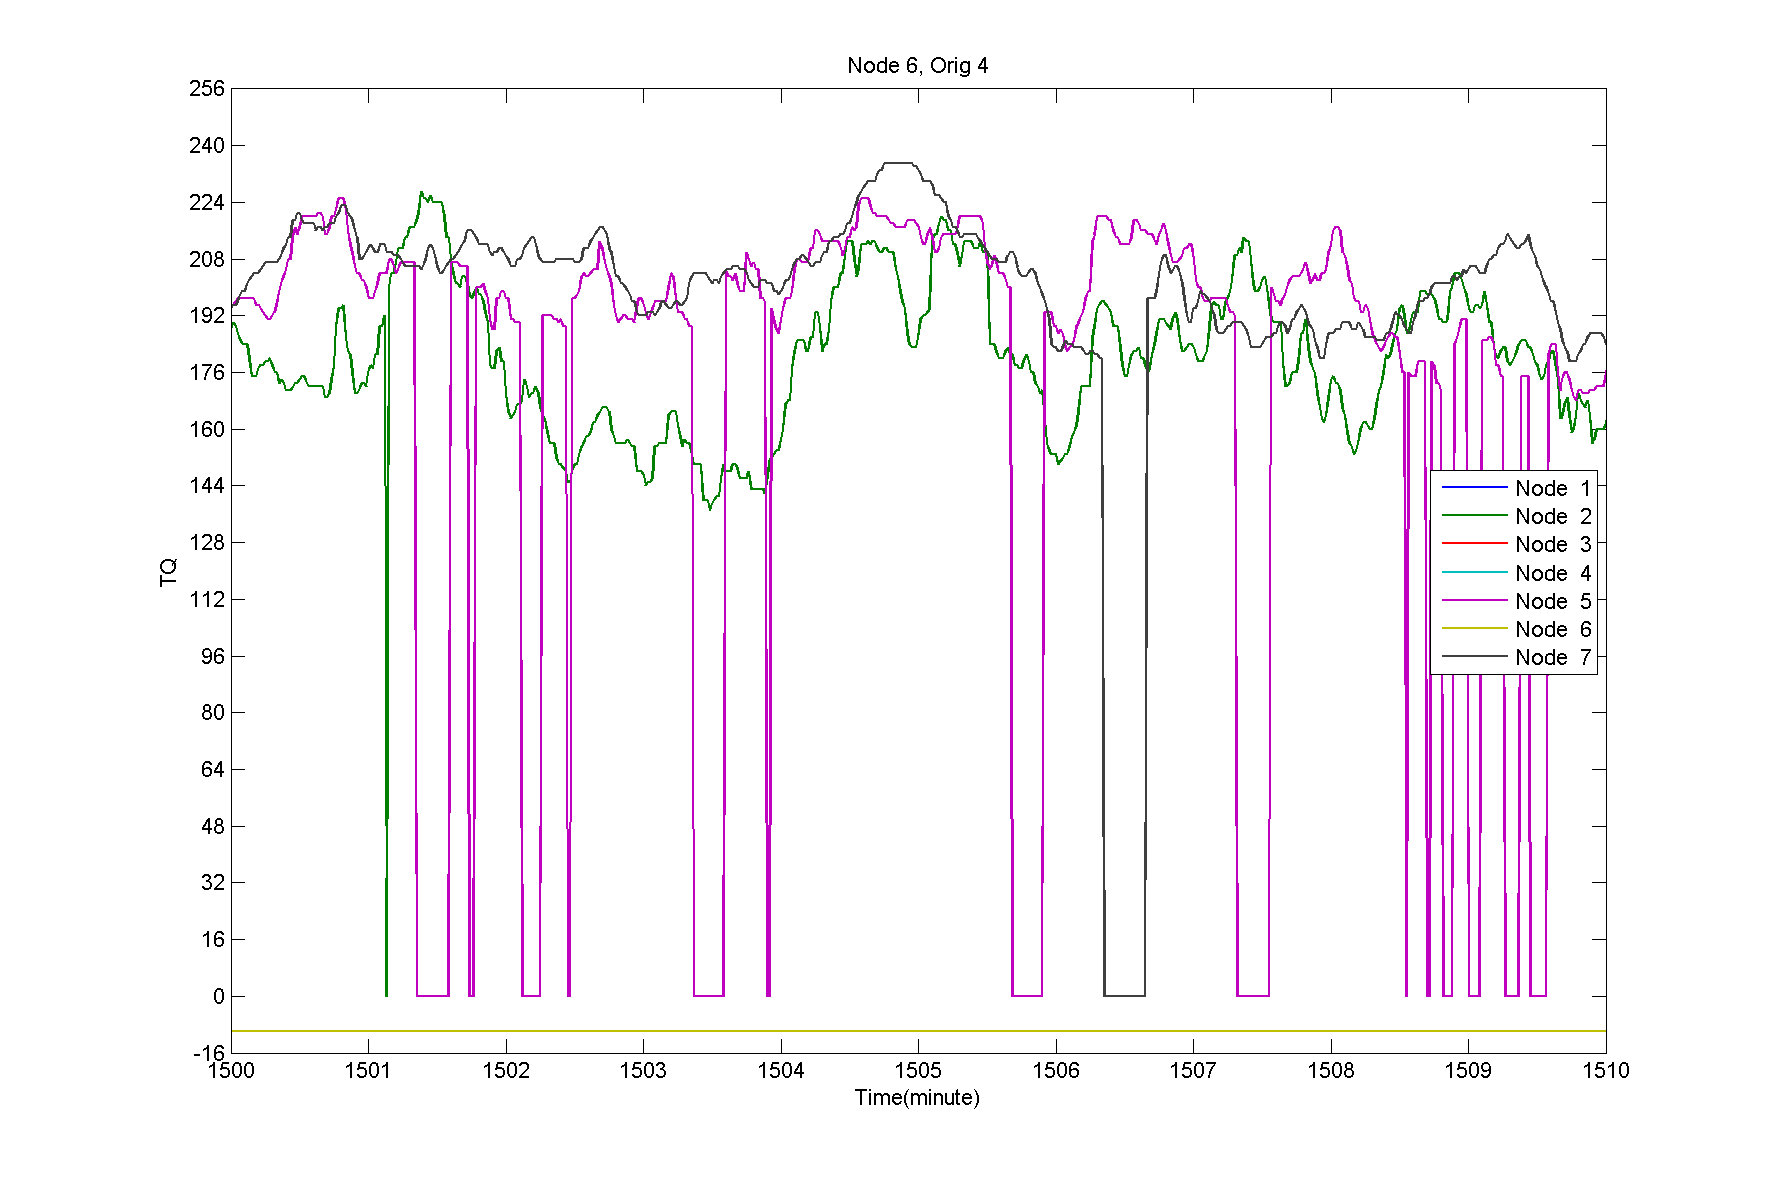 Node 6, Orig 4
256
240
224
208
192
176
160
144
128
112
96
80
64
48
32
16
0
-16
TQ
Node 1
Node 2
Node 3
Node 4
Node 5
Node 6
Node 7
1500 1501 1502 1503 1504 1505 1506 1507 1508 1509 1510
Time(minute)